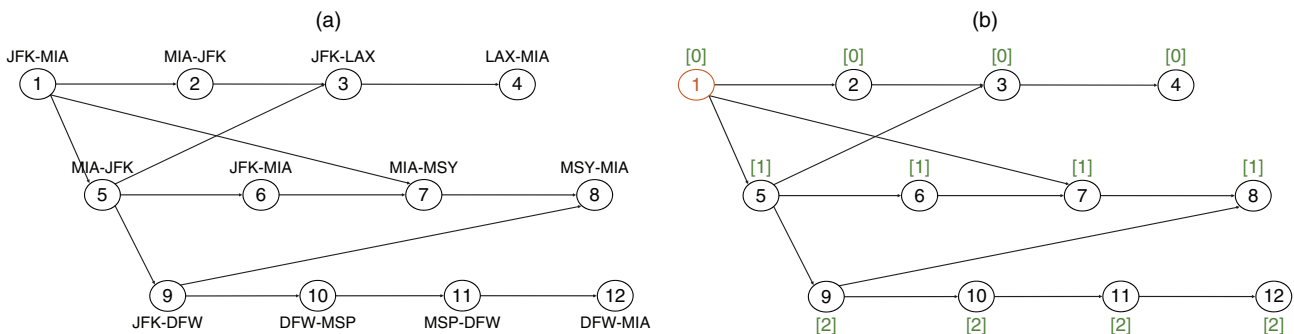 (a)
JFK-MIA MIA-JFK JFK-LAX LAX-MIA
1 2 3 4
MIA-JFK JFK-MIA MIA-MSY MSY-MIA
5 6 7 8
9 10 11 12
JFK-DFW DFW-MSP MSP-DFW DFW-MIA
(b)
[0] [0] [0] [0]
1 2 3 4
[1] [1] [1] [1]
5 6 7 8
9 10 11 12
[2] [2] [2] [2]